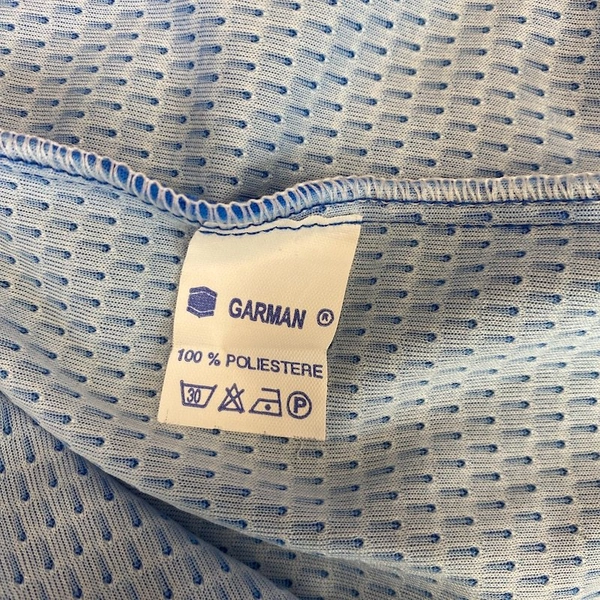 GARMAN ®
100 % POLIESTERE
30 P